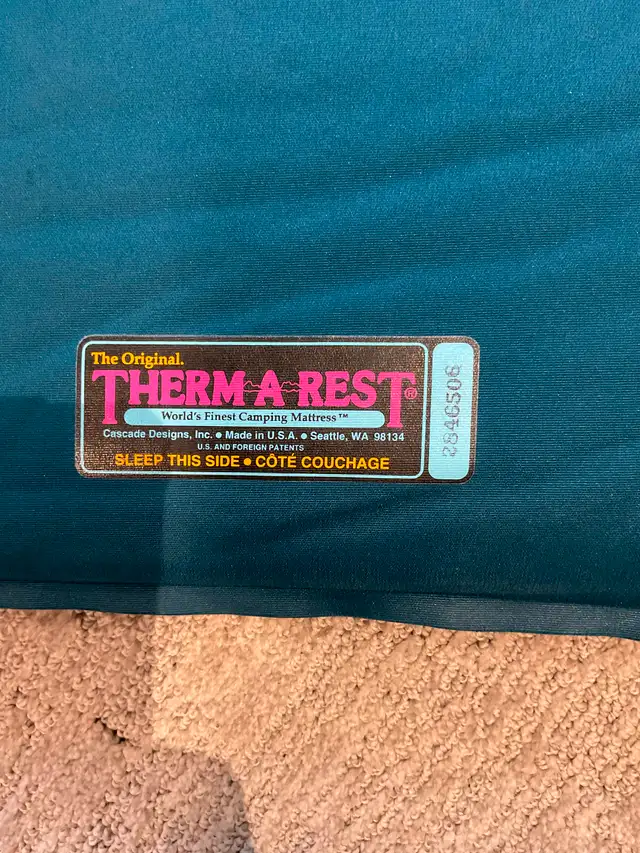 The Original.
THERM-A-REST®
World's Finest Camping Mattress™
Cascade Designs, Inc. ● Made in U.S.A. ● Seattle, WA 98134
U.S. AND FOREIGN PATENTS
SLEEP THIS SIDE ● CÔTÉ COUCHAGE
2846506